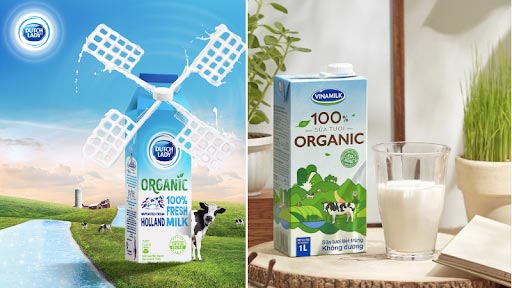 DUTCH LADY
DUTCH
LADY
ORGANIC
IMPORTED FROM
HOLLAND
100%
FRESH
MILK
VINAMILK
100%
SỮA TƯƠI
ORGANIC
1L
Sữa tươi tiệt trùng
Không đường